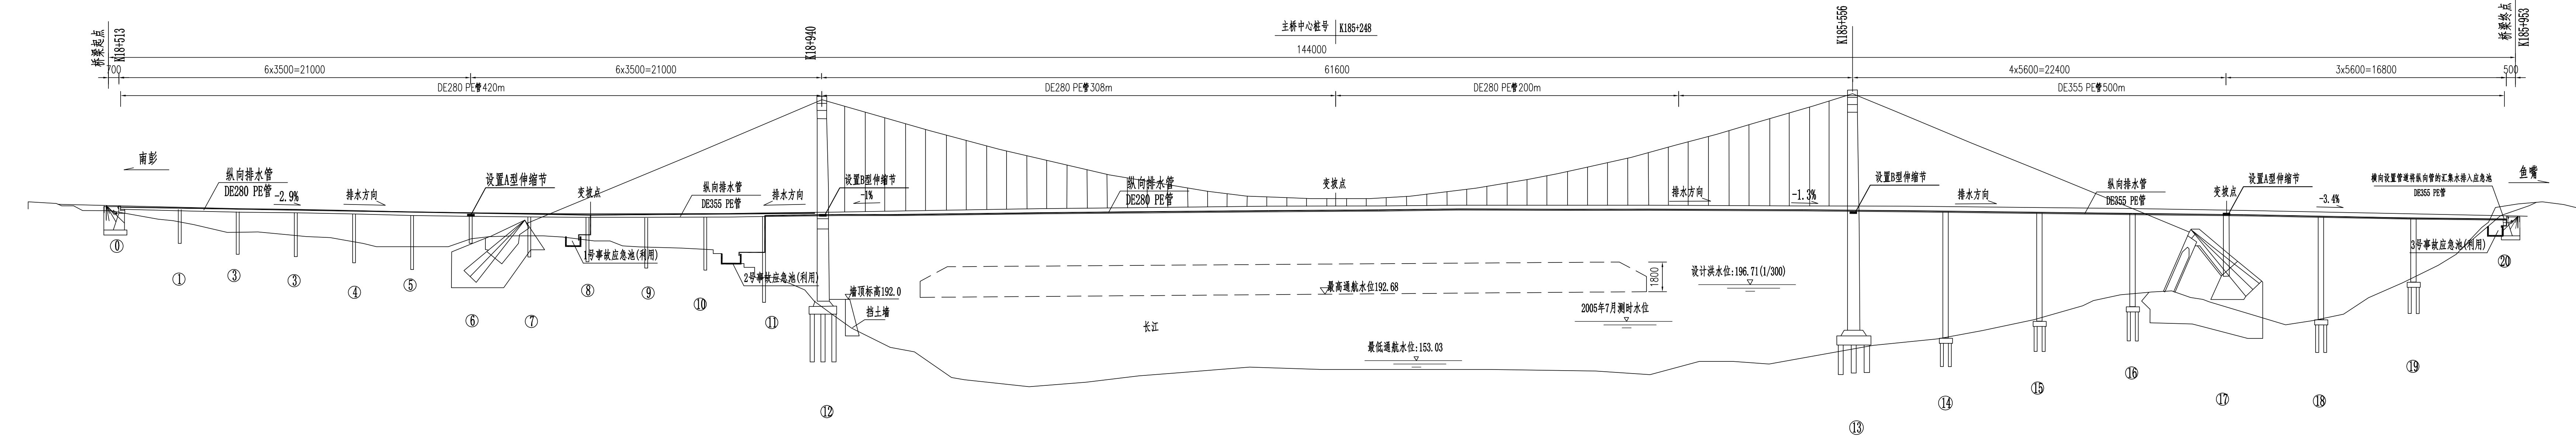 主桥中心桩号 K185+248
桥梁起点
K18+513
K18+940
K185+556
桥梁终点
K185+953
144000
700
6x3500=21000
6x3500=21000
61600
4x5600=22400
3x5600=16800
500
DE280 PE管420m
DE280 PE管308m
DE280 PE管200m
DE355 PE管500m
南彭
鱼嘴
纵向排水管
DE280 PE管
-2.9%
排水方向
设置A型伸缩节
变坡点
纵向排水管
DE355 PE管
排水方向
设置B型伸缩节
-1%
纵向排水管
DE280 PE管
变坡点
排水方向
-1.3%
设置B型伸缩节
排水方向
纵向排水管
DE355 PE管
变坡点
设置A型伸缩节
-3.4%
横向设置管道将纵向管的汇集水排入应急池
DE355 PE管
1号事故应急池(利用)
2号事故应急池(利用)
3号事故应急池(利用)
墙顶标高192.0
挡土墙
最高通航水位192.68
1800
设计洪水位:196.71(1/300)
2005年7月测时水位
长江
最低通航水位:153.03
⓪
①
③
③
④
⑤
⑥
⑦
⑧
⑨
⑩
⑪
⑫
⑬
⑭
⑮
⑯
⑰
⑱
⑲
⑳